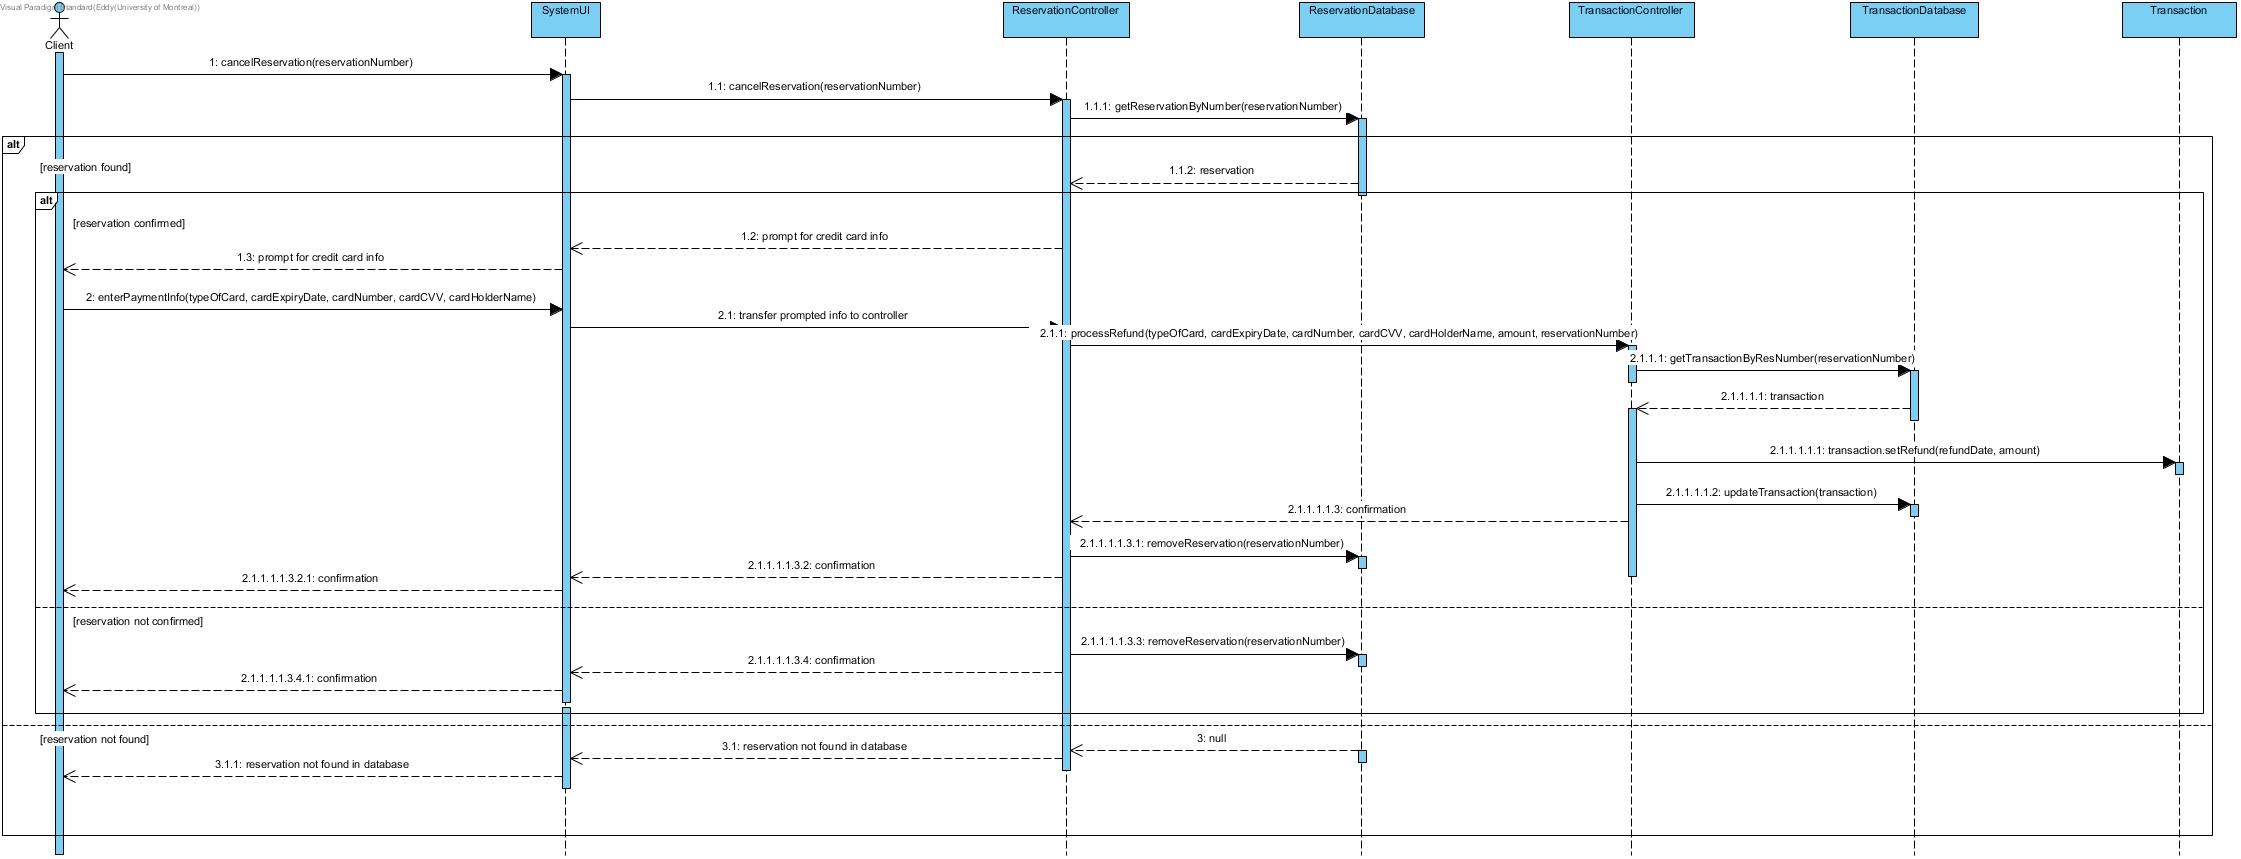 Visual Paradigm Standard(Eddy(University of Montreal))
Client
SystemUI
ReservationController
ReservationDatabase
TransactionController
TransactionDatabase
Transaction
1: cancelReservation(reservationNumber)
1.1: cancelReservation(reservationNumber)
1.1.1: getReservationByNumber(reservationNumber)
alt
[reservation found]
1.1.2: reservation
alt
[reservation confirmed]
1.2: prompt for credit card info
1.3: prompt for credit card info
2: enterPaymentInfo(typeOfCard, cardExpiryDate, cardNumber, cardCVV, cardHolderName)
2.1: transfer prompted info to controller
2.1.1: processRefund(typeOfCard, cardExpiryDate, cardNumber, cardCVV, cardHolderName, amount, reservationNumber)
2.1.1.1: getTransactionByResNumber(reservationNumber)
2.1.1.1.1: transaction
2.1.1.1.1.1: transaction.setRefund(refundDate, amount)
2.1.1.1.1.2: updateTransaction(transaction)
2.1.1.1.1.3: confirmation
2.1.1.1.1.3.1: removeReservation(reservationNumber)
2.1.1.1.1.3.2: confirmation
2.1.1.1.1.3.2.1: confirmation
[reservation not confirmed]
2.1.1.1.1.3.3: removeReservation(reservationNumber)
2.1.1.1.1.3.4: confirmation
2.1.1.1.1.3.4.1: confirmation
[reservation not found]
3: null
3.1: reservation not found in database
3.1.1: reservation not found in database